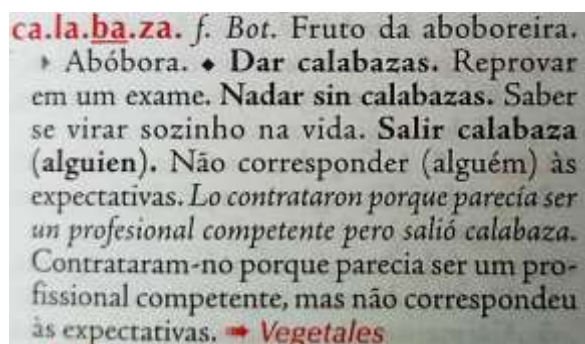 ca.la.ba.za. f. Bot. Fruto da aboboreira.
‣ Abóbora. ◆ Dar calabazas. Reprovar
em um exame. Nadar sin calabazas. Saber
se virar sozinho na vida. Salir calabaza
(alguien). Não corresponder (alguém) às
expectativas. Lo contrataron porque parecía ser
un profesional competente pero salió calabaza.
Contrataram-no porque parecia ser um pro-
fissional competente, mas não correspondeu
às expectativas. ➡ Vegetales